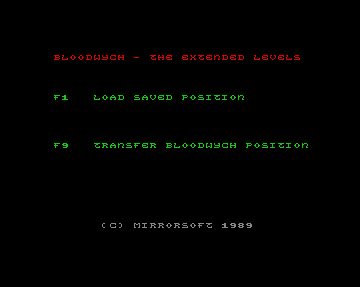 BLOODWYCH - THE EXTENDED LEVELS
F1 LOAD SAVED POSITION
F9 TRANSFER BLOODWYCH POSITION
(C) MIRRORSOFT 1989